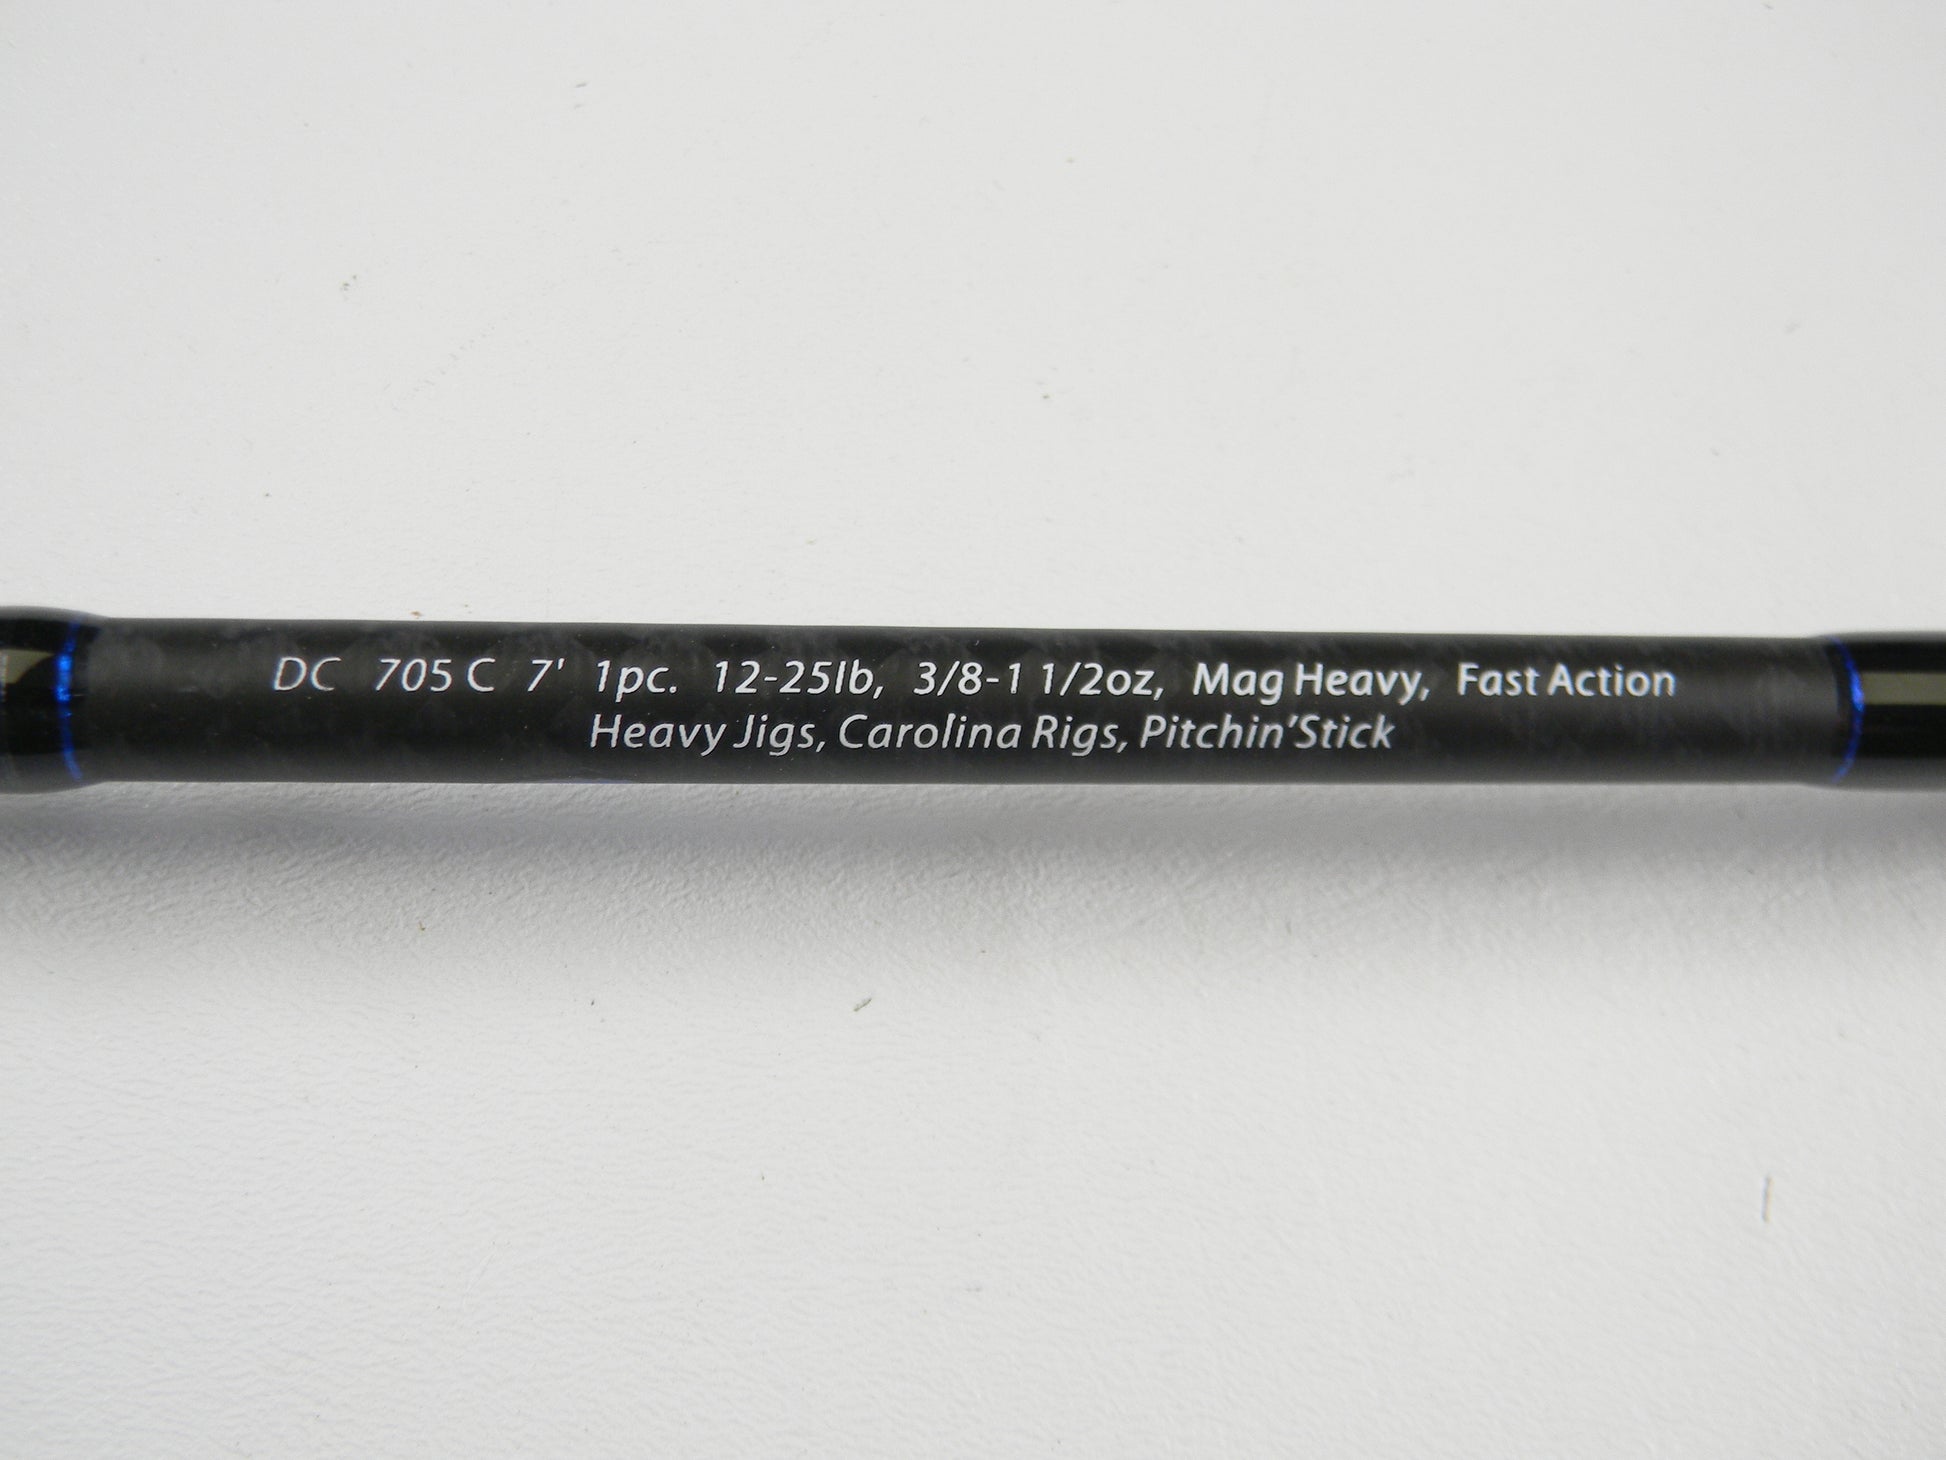 DC 705 C 7' 1pc. 12-25lb, 3/8-1 1/2oz, Mag Heavy, Fast Action
Heavy Jigs, Carolina Rigs, Pitchin'Stick